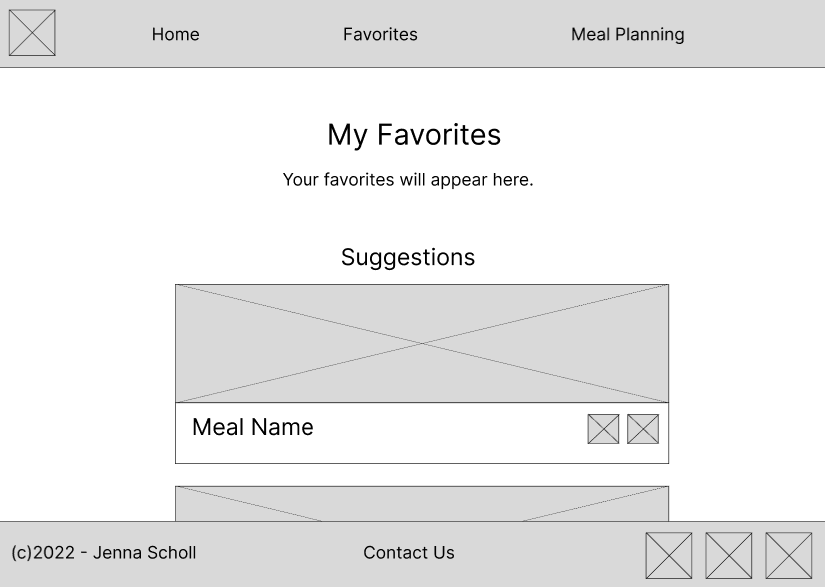 Home
Favorites
Meal Planning
My Favorites
Your favorites will appear here.
Suggestions
Meal Name
(c)2022 - Jenna Scholl
Contact Us